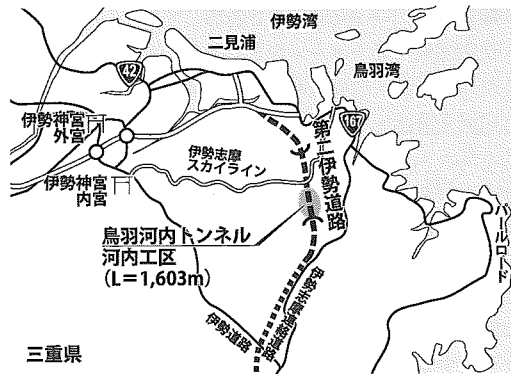 伊勢湾
二見浦
鳥羽湾
42
167
伊勢神宮
外宮
第二伊勢道路
伊勢志摩
スカイライン
伊勢神宮
内宮
鳥羽河内トンネル
河内工区
(L=1,603m)
パールロード
伊勢道路
伊勢志摩連絡道路
三重県